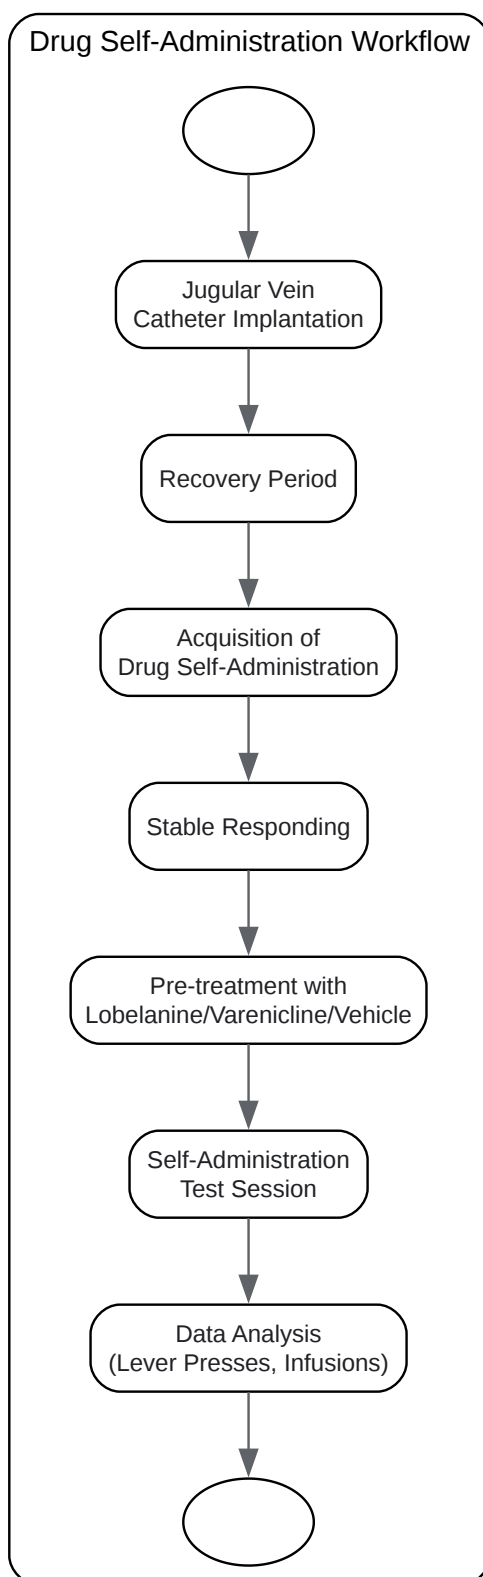 Drug Self-Administration Workflow
Jugular Vein
Catheter Implantation
Recovery Period
Acquisition of
Drug Self-Administration
Stable Responding
Pre-treatment with
Lobelanine/Varenicline/Vehicle
Self-Administration
Test Session
Data Analysis
(Lever Presses, Infusions)